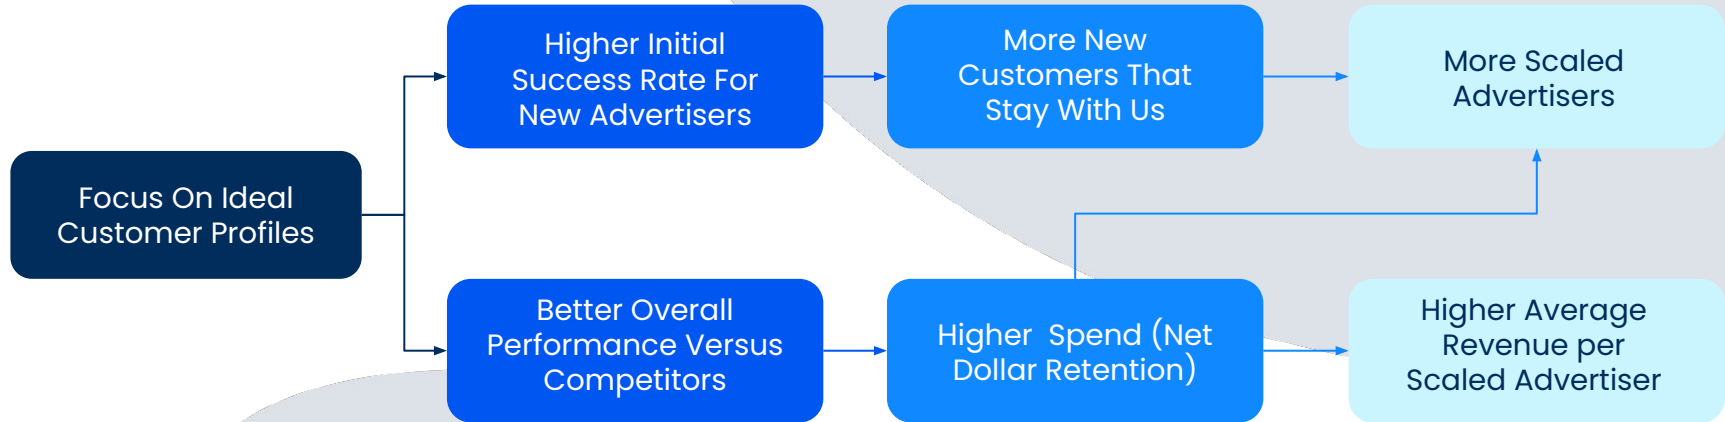 Higher Initial
Success Rate For
New Advertisers
More New
Customers That
Stay With Us
More Scaled
Advertisers
Focus On Ideal
Customer Profiles
Better Overall
Performance Versus
Competitors
Higher  Spend (Net
Dollar Retention)
Higher Average
Revenue per
Scaled Advertiser